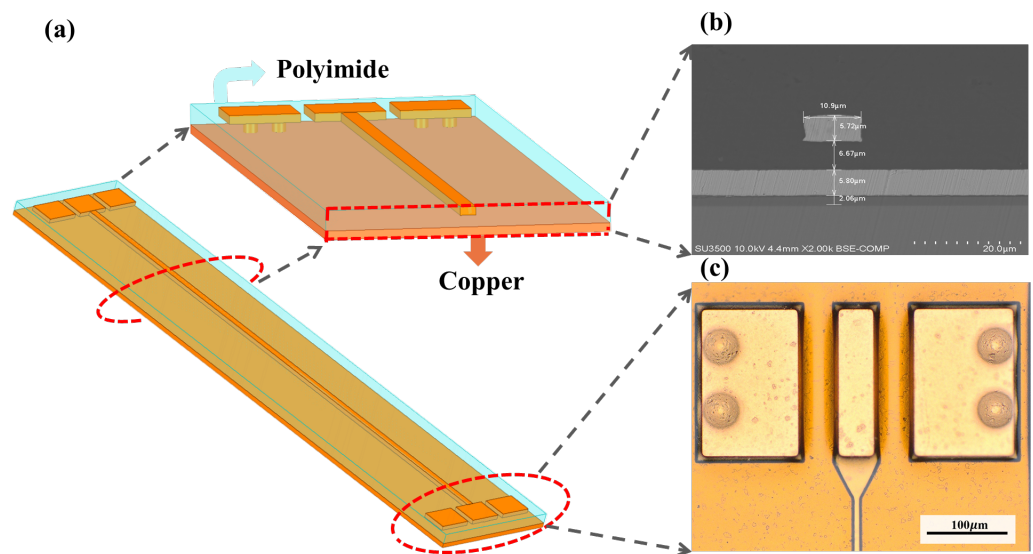 (a)
Polyimide
Copper
(b)
10.9μm
5.72μm
6.67μm
5.80μm
2.06μm
SU3500 10.0kV 4.4mm X2.00k BSE-COMP
20.0μm
(c)
100μm